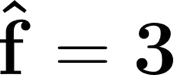 f̂ = 3